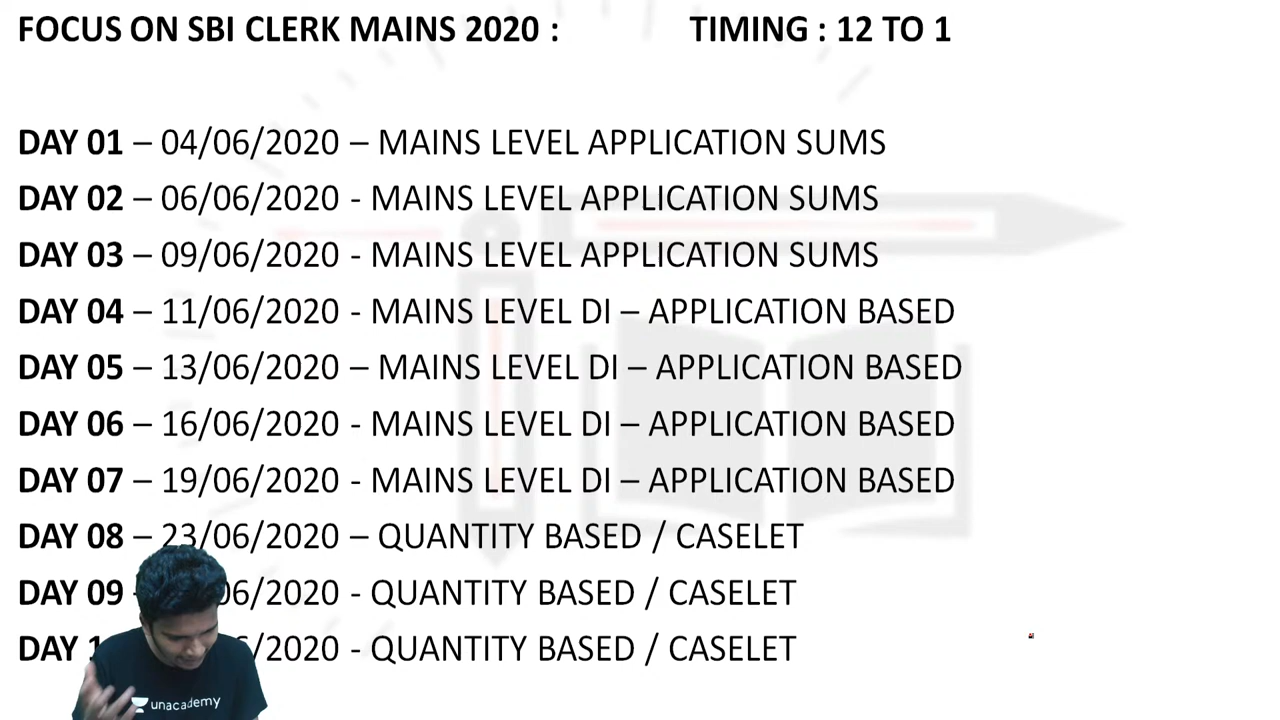 FOCUS ON SBI CLERK MAINS 2020 : TIMING : 12 TO 1
DAY 01 – 04/06/2020 – MAINS LEVEL APPLICATION SUMS
DAY 02 – 06/06/2020 - MAINS LEVEL APPLICATION SUMS
DAY 03 – 09/06/2020 - MAINS LEVEL APPLICATION SUMS
DAY 04 – 11/06/2020 - MAINS LEVEL DI – APPLICATION BASED
DAY 05 – 13/06/2020 – MAINS LEVEL DI – APPLICATION BASED
DAY 06 – 16/06/2020 - MAINS LEVEL DI – APPLICATION BASED
DAY 07 – 19/06/2020 - MAINS LEVEL DI – APPLICATION BASED
DAY 08 – 23/06/2020 – QUANTITY BASED / CASELET
DAY 09 /2020 - QUANTITY BASED / CASELET
DAY /2020 - QUANTITY BASED / CASELET
unacademy